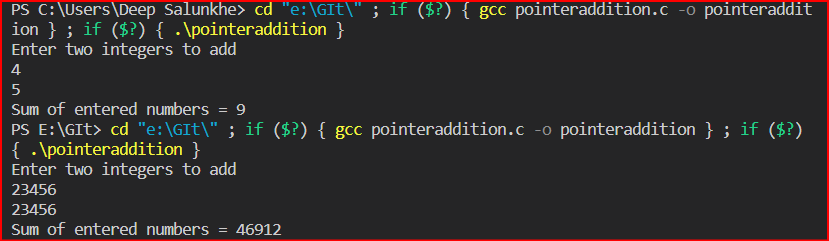 PS C:\Users\Deep Salunkhe> cd "e:\GIt\" ; if ($?) { gcc pointeraddition.c -o pointeraddit
ion } ; if ($?) { .\pointeraddition }
Enter two integers to add
4
5
Sum of entered numbers = 9
PS E:\GIt> cd "e:\GIt\" ; if ($?) { gcc pointeraddition.c -o pointeraddition } ; if ($?)
{ .\pointeraddition }
Enter two integers to add
23456
23456
Sum of entered numbers = 46912